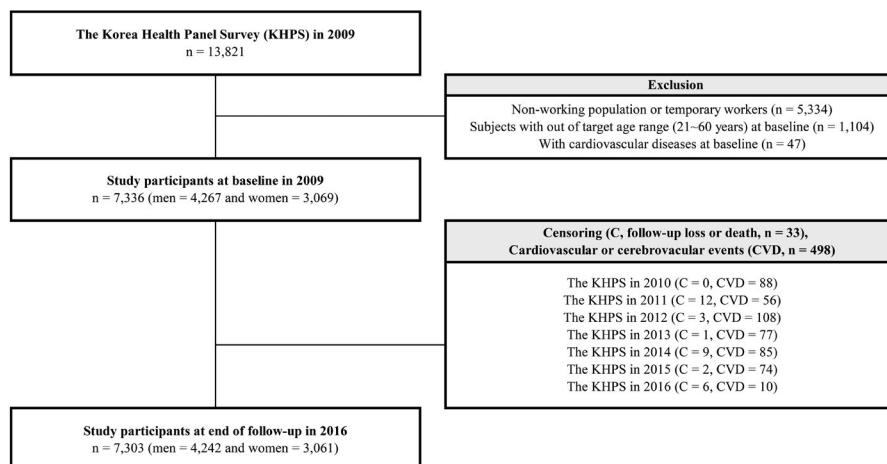 The Korea Health Panel Survey (KHPS) in 2009
n = 13,821
Exclusion
Non-working population or temporary workers (n = 5,334)
Subjects with out of target age range (21~60 years) at baseline (n = 1,104)
With cardiovascular diseases at baseline (n = 47)
Study participants at baseline in 2009
n = 7,336 (men = 4,267 and women = 3,069)
Censoring (C, follow-up loss or death, n = 33),
Cardiovascular or cerebrovacular events (CVD, n = 498)
The KHPS in 2010 (C = 0, CVD = 88)
The KHPS in 2011 (C = 12, CVD = 56)
The KHPS in 2012 (C = 3, CVD = 108)
The KHPS in 2013 (C = 1, CVD = 77)
The KHPS in 2014 (C = 9, CVD = 85)
The KHPS in 2015 (C = 2, CVD = 74)
The KHPS in 2016 (C = 6, CVD = 10)
Study participants at end of follow-up in 2016
n = 7,303 (men = 4,242 and women = 3,061)